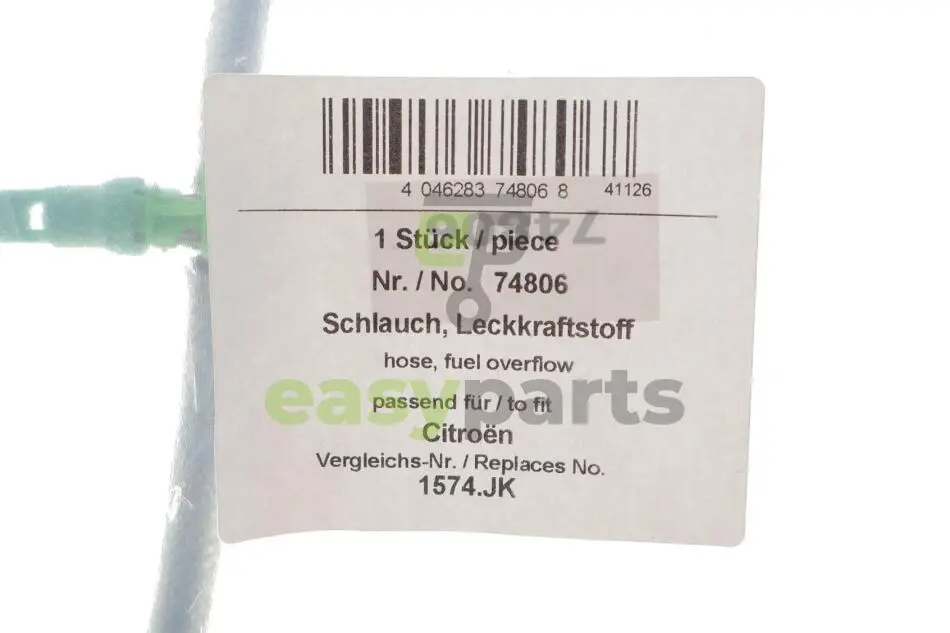 4 046283 74806 8 41126
74806
1 Stück / piece
Nr. / No. 74806
Schlauch, Leckkraftstoff
hose, fuel overflow
easyparts
passend für / to fit
Citroën
Vergleichs-Nr. / Replaces No.
1574.JK